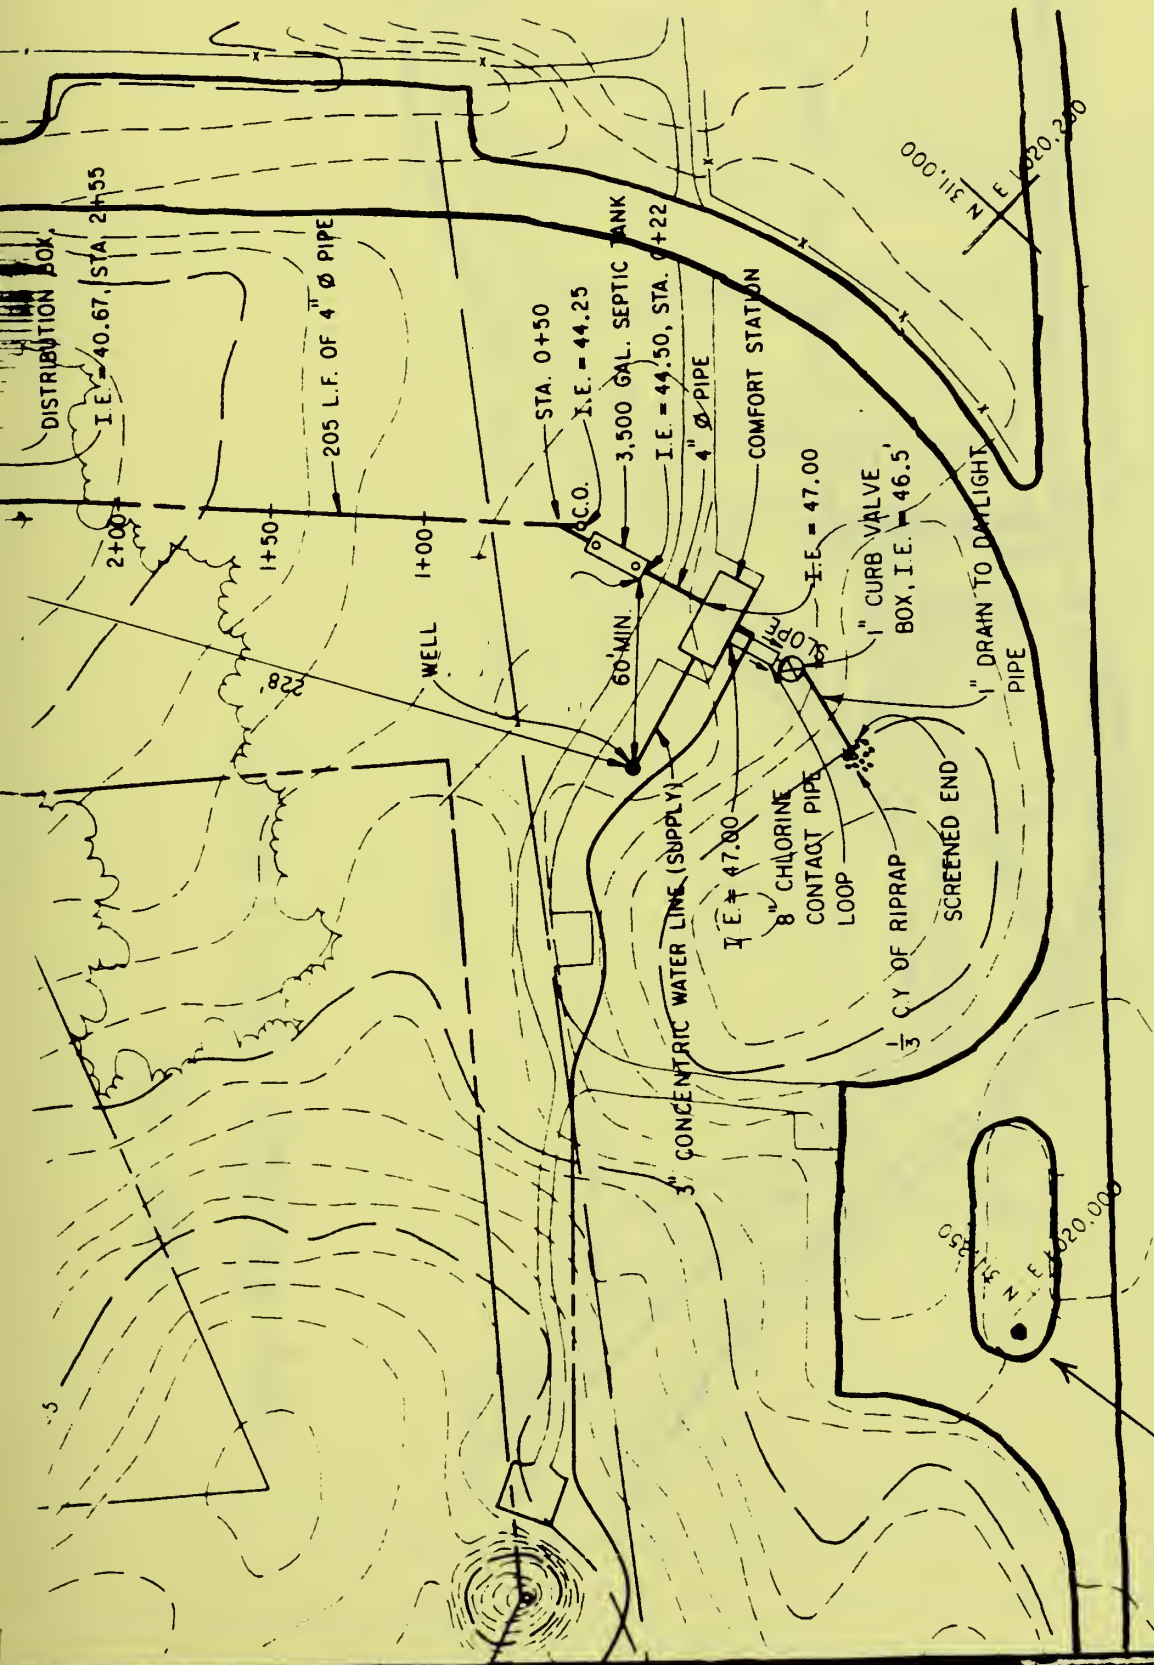 DISTRIBUTION BOX,
I.E. = 40.67, STA. 2+55
205 L.F. OF 4" Ø PIPE
STA. 0+50
I.E. = 44.25
3,500 GAL. SEPTIC TANK
I.E. = 44.50, STA. 0+22
4" Ø PIPE
COMFORT STATION
I.E. = 47.00
1" CURB VALVE
BOX, I.E. = 46.5'
1" DRAIN TO DAYLIGHT
PIPE
C.O.
2+00
1+50
1+00
228'
WELL
60' MIN.
SLOPE
3" CONCENTRIC WATER LINE (SUPPLY)
I.E. = 47.00
8" CHLORINE
CONTACT PIPE
LOOP
1/3 C.Y OF RIPRAP
SCREENED END
N 311,000
E 1,020,200
N 311,250
E 1,020,000
x
x
x
x
x
x